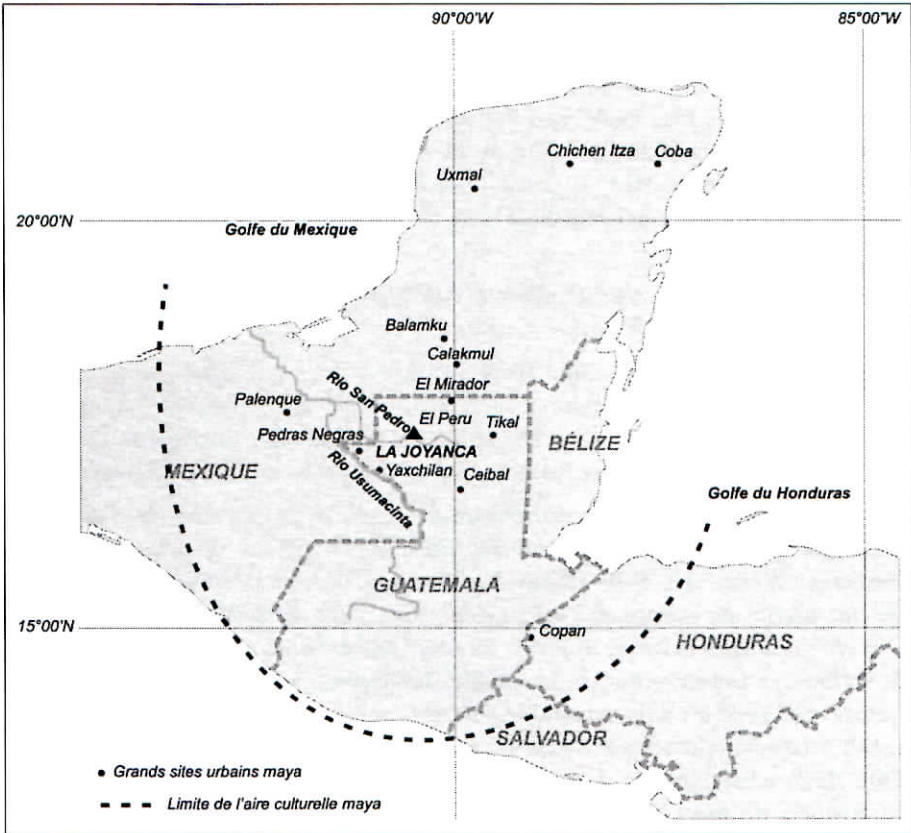 90°00"W
85°00"W
Chichen Itza
Coba
Uxmal
20°00'N
Golfe du Mexique
Balamku
Calakmul
El Mirador
Rio San Pedro
Palenque
El Peru
Tikal
Pedras Negras
LA JOYANCA
BÉLIZE
MEXIQUE
Yaxchilan
Ceibal
Rio Usumacinta
Golfe du Honduras
GUATEMALA
15°00'N
Copan
HONDURAS
SALVADOR
Grands sites urbains maya
Limite de l'aire culturelle maya